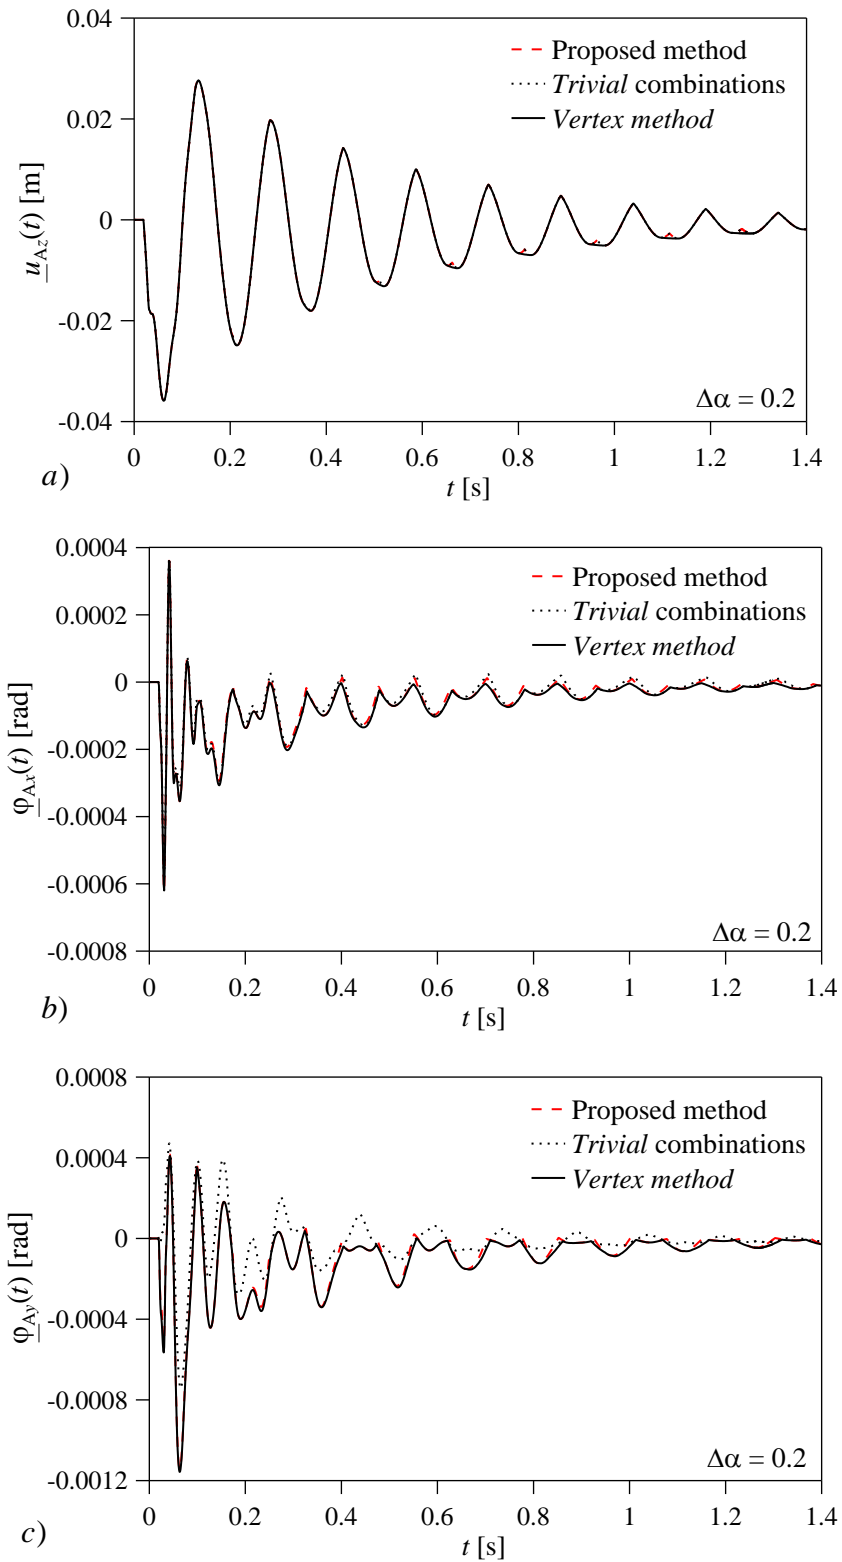 0.04
Proposed method
Trivial combinations
Vertex method
0.02
0
-0.02
-0.04
u_Az(t) [m]
Δα = 0.2
0 0.2 0.4 0.6 0.8 1 1.2 1.4
a)
t [s]
0.0004
Proposed method
Trivial combinations
Vertex method
0.0002
0
-0.0002
-0.0004
-0.0006
-0.0008
φ_Ax(t) [rad]
Δα = 0.2
0 0.2 0.4 0.6 0.8 1 1.2 1.4
b)
t [s]
0.0008
Proposed method
Trivial combinations
Vertex method
0.0004
0
-0.0004
-0.0008
-0.0012
φ_Ay(t) [rad]
Δα = 0.2
0 0.2 0.4 0.6 0.8 1 1.2 1.4
c)
t [s]